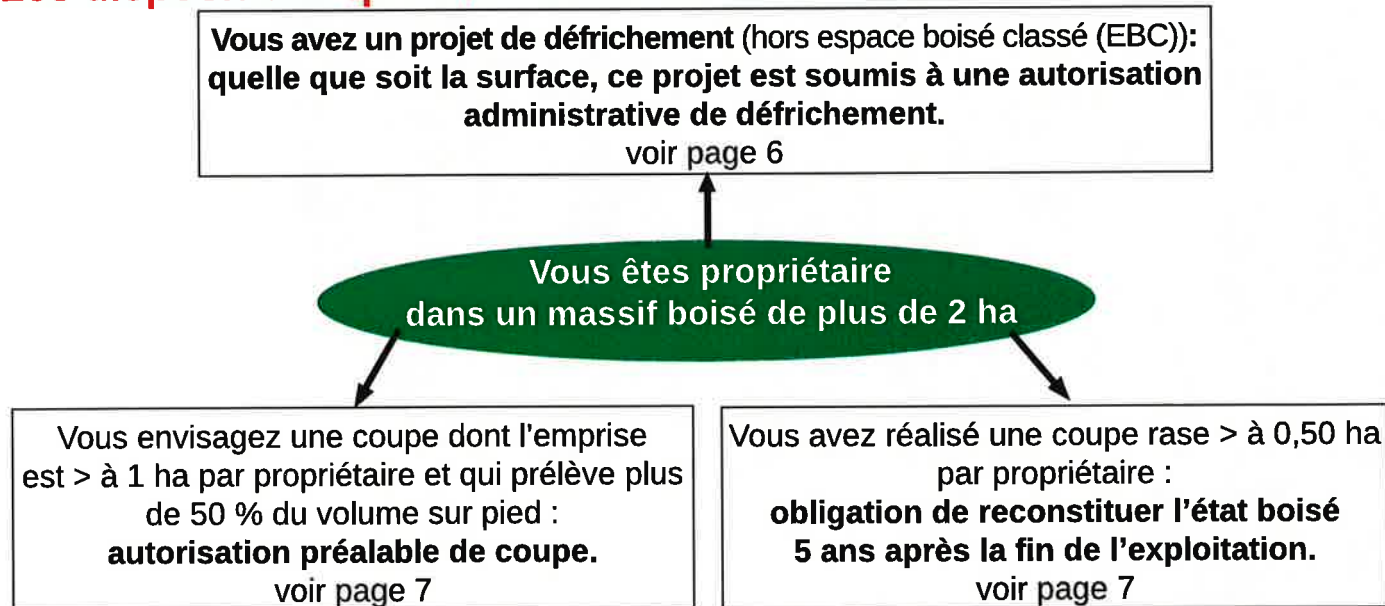 Vous avez un projet de défrichement (hors espace boisé classé (EBC)):
quelle que soit la surface, ce projet est soumis à une autorisation
administrative de défrichement.
voir page 6
Vous êtes propriétaire
dans un massif boisé de plus de 2 ha
Vous envisagez une coupe dont l'emprise
est > à 1 ha par propriétaire et qui prélève plus
de 50 % du volume sur pied :
autorisation préalable de coupe.
voir page 7
Vous avez réalisé une coupe rase > à 0,50 ha
par propriétaire :
obligation de reconstituer l'état boisé
5 ans après la fin de l'exploitation.
voir page 7